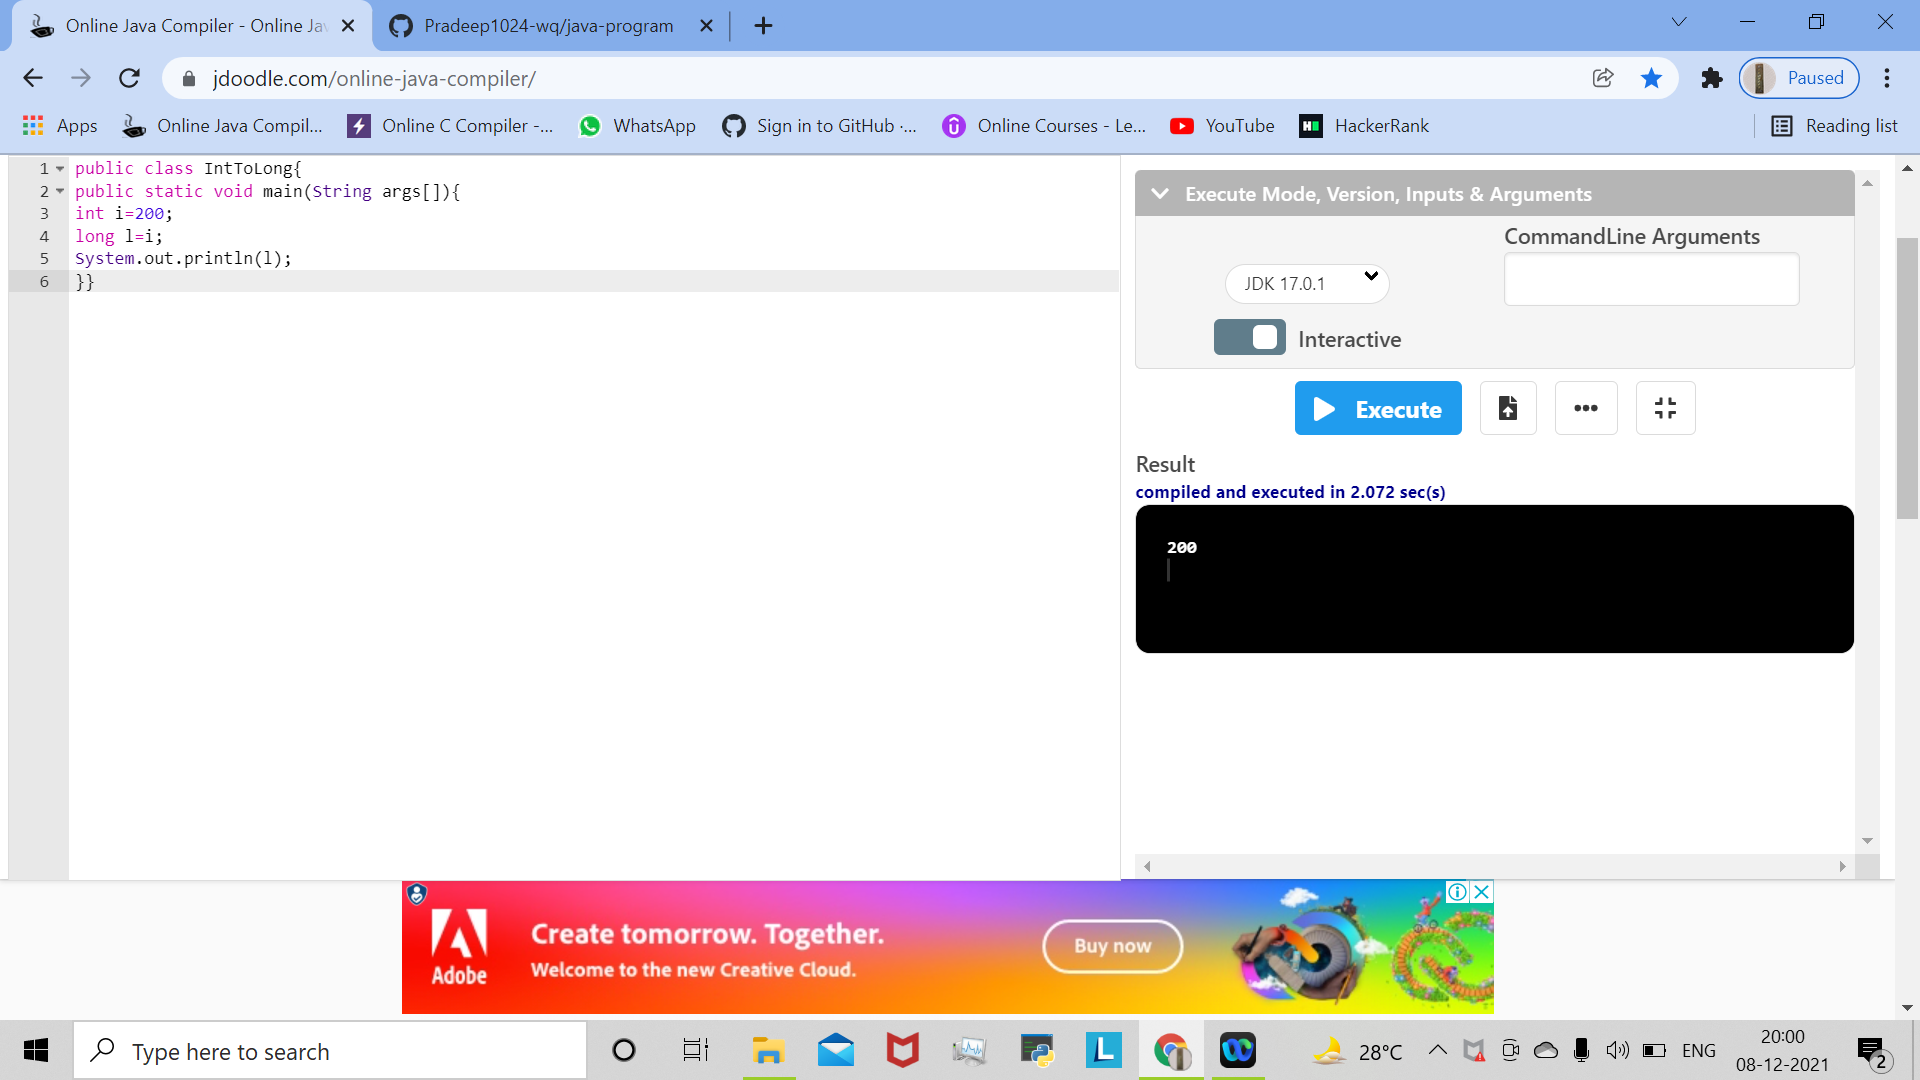 Online Java Compiler - Online Jav
Pradeep1024-wq/java-program
jdoodle.com/online-java-compiler/
Paused
Apps
Online Java Compil...
Online C Compiler -...
WhatsApp
Sign in to GitHub ·...
Online Courses - Le...
YouTube
HackerRank
Reading list
1 public class IntToLong{
2 public static void main(String args[]){
3 int i=200;
4 long l=i;
5 System.out.println(l);
6 }}
Execute Mode, Version, Inputs & Arguments
CommandLine Arguments
JDK 17.0.1
Interactive
Execute
Result
compiled and executed in 2.072 sec(s)
200
Adobe
Create tomorrow. Together.
Welcome to the new Creative Cloud.
Buy now
Type here to search
L
28°C
ENG
20:00
08-12-2021
2